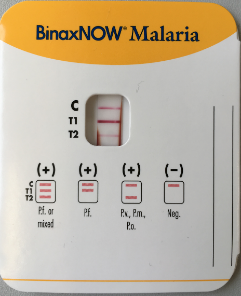 BinaxNOW® Malaria
C
T1
T2
(+) (+) (+) (-)
C
T1
T2
P.f. or mixed
P.f.
P.v., P.m., P.o.
Neg.